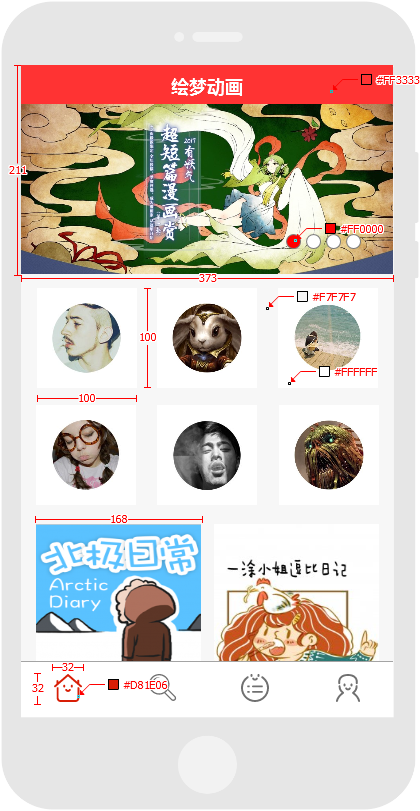 绘梦动画
#FF3333
211
2017
有妖气
超短篇漫画赏
#FF0000
373
#F7F7F7
100
#FFFFFF
100
168
北极日常
Arctic
Diary
一淙小姐逗比日记
32
32
#D81E06